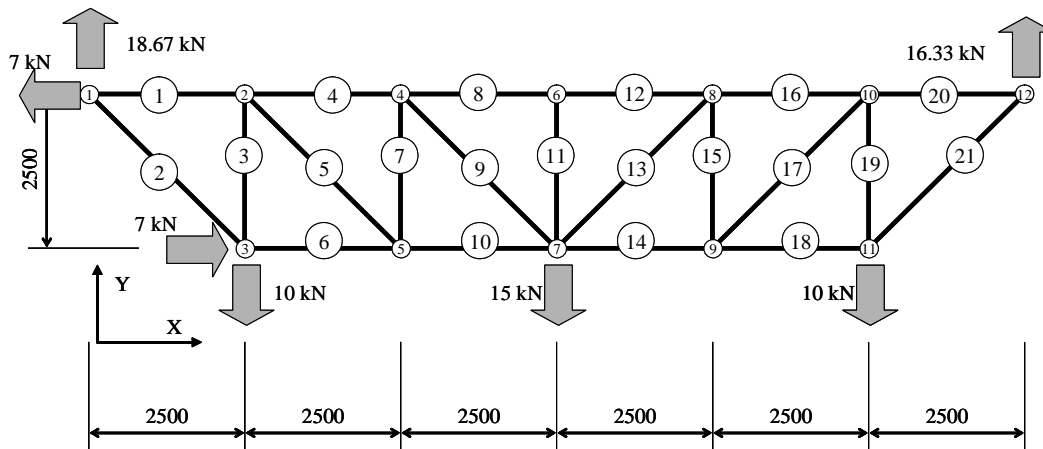 18.67 kN
7 kN
16.33 kN
1 1 2 4 4 8 6 12 8 16 10 20 12
2500
2 3 5 7 9 11 13 15 17 19 21
7 kN
3 6 5 10 7 14 9 18 11
Y
X
10 kN
15 kN
10 kN
2500 2500 2500 2500 2500 2500